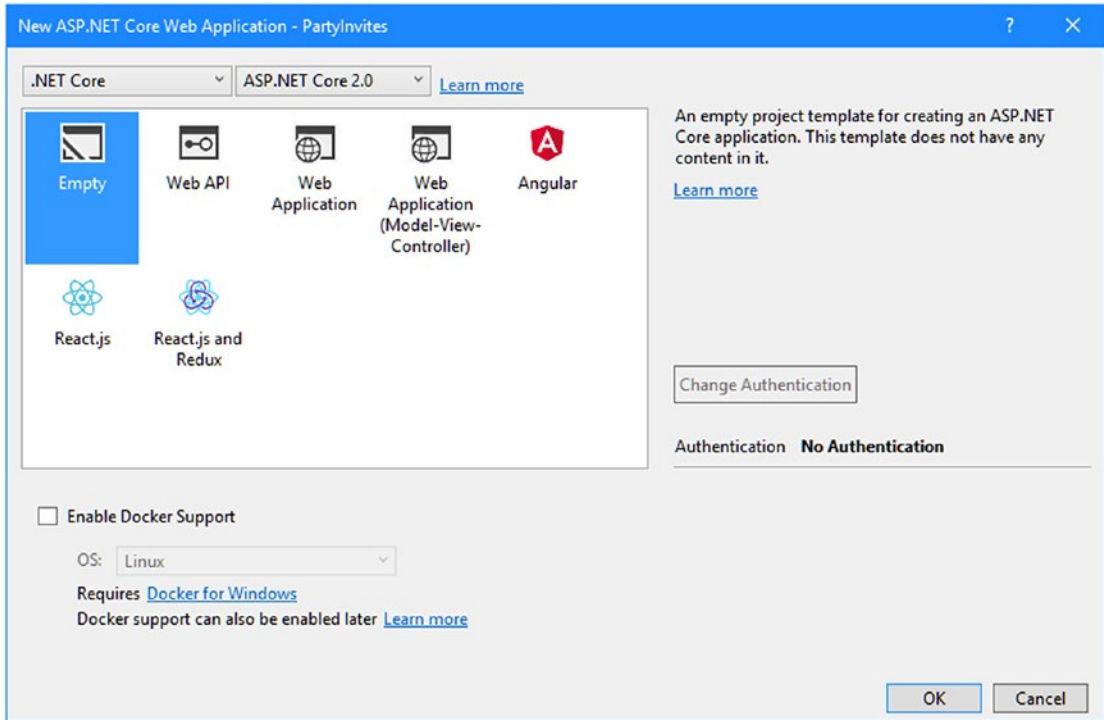 New ASP.NET Core Web Application - PartyInvites
?
.NET Core
ASP.NET Core 2.0
Learn more
Empty
Web API
Web
Application
Web
Application
(Model-View-
Controller)
Angular
React.js
React.js and
Redux
An empty project template for creating an ASP.NET
Core application. This template does not have any
content in it.
Learn more
Change Authentication
Authentication No Authentication
Enable Docker Support
OS: Linux
Requires Docker for Windows
Docker support can also be enabled later Learn more
OK
Cancel